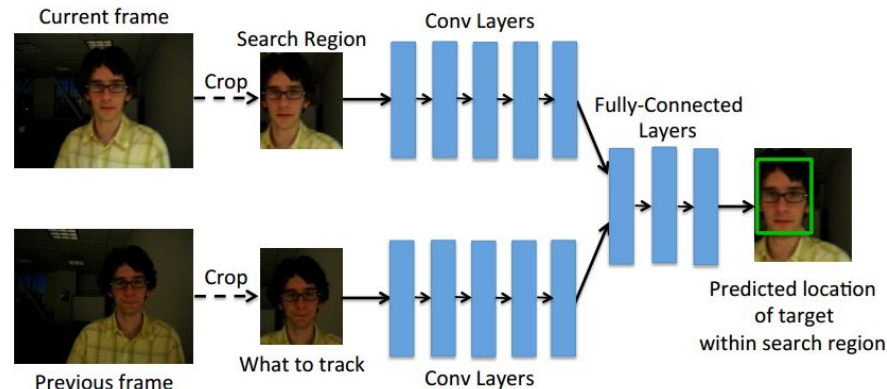 Current frame
Search Region
Conv Layers
Crop
Fully-Connected
Layers
Crop
What to track
Previous frame
Conv Layers
Predicted location
of target
within search region